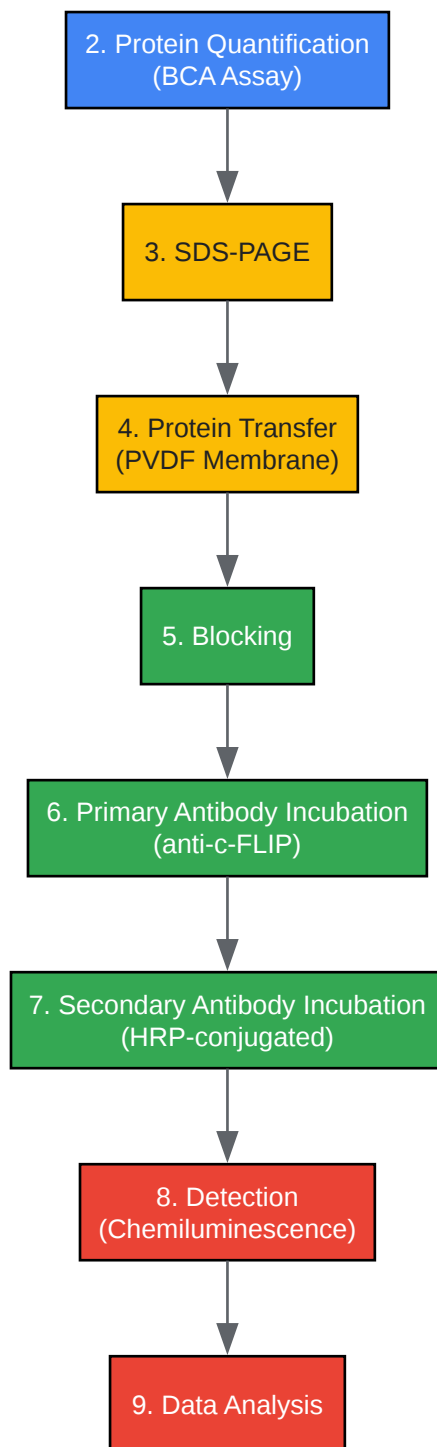 2. Protein Quantification
(BCA Assay)
3. SDS-PAGE
4. Protein Transfer
(PVDF Membrane)
5. Blocking
6. Primary Antibody Incubation
(anti-c-FLIP)
7. Secondary Antibody Incubation
(HRP-conjugated)
8. Detection
(Chemiluminescence)
9. Data Analysis